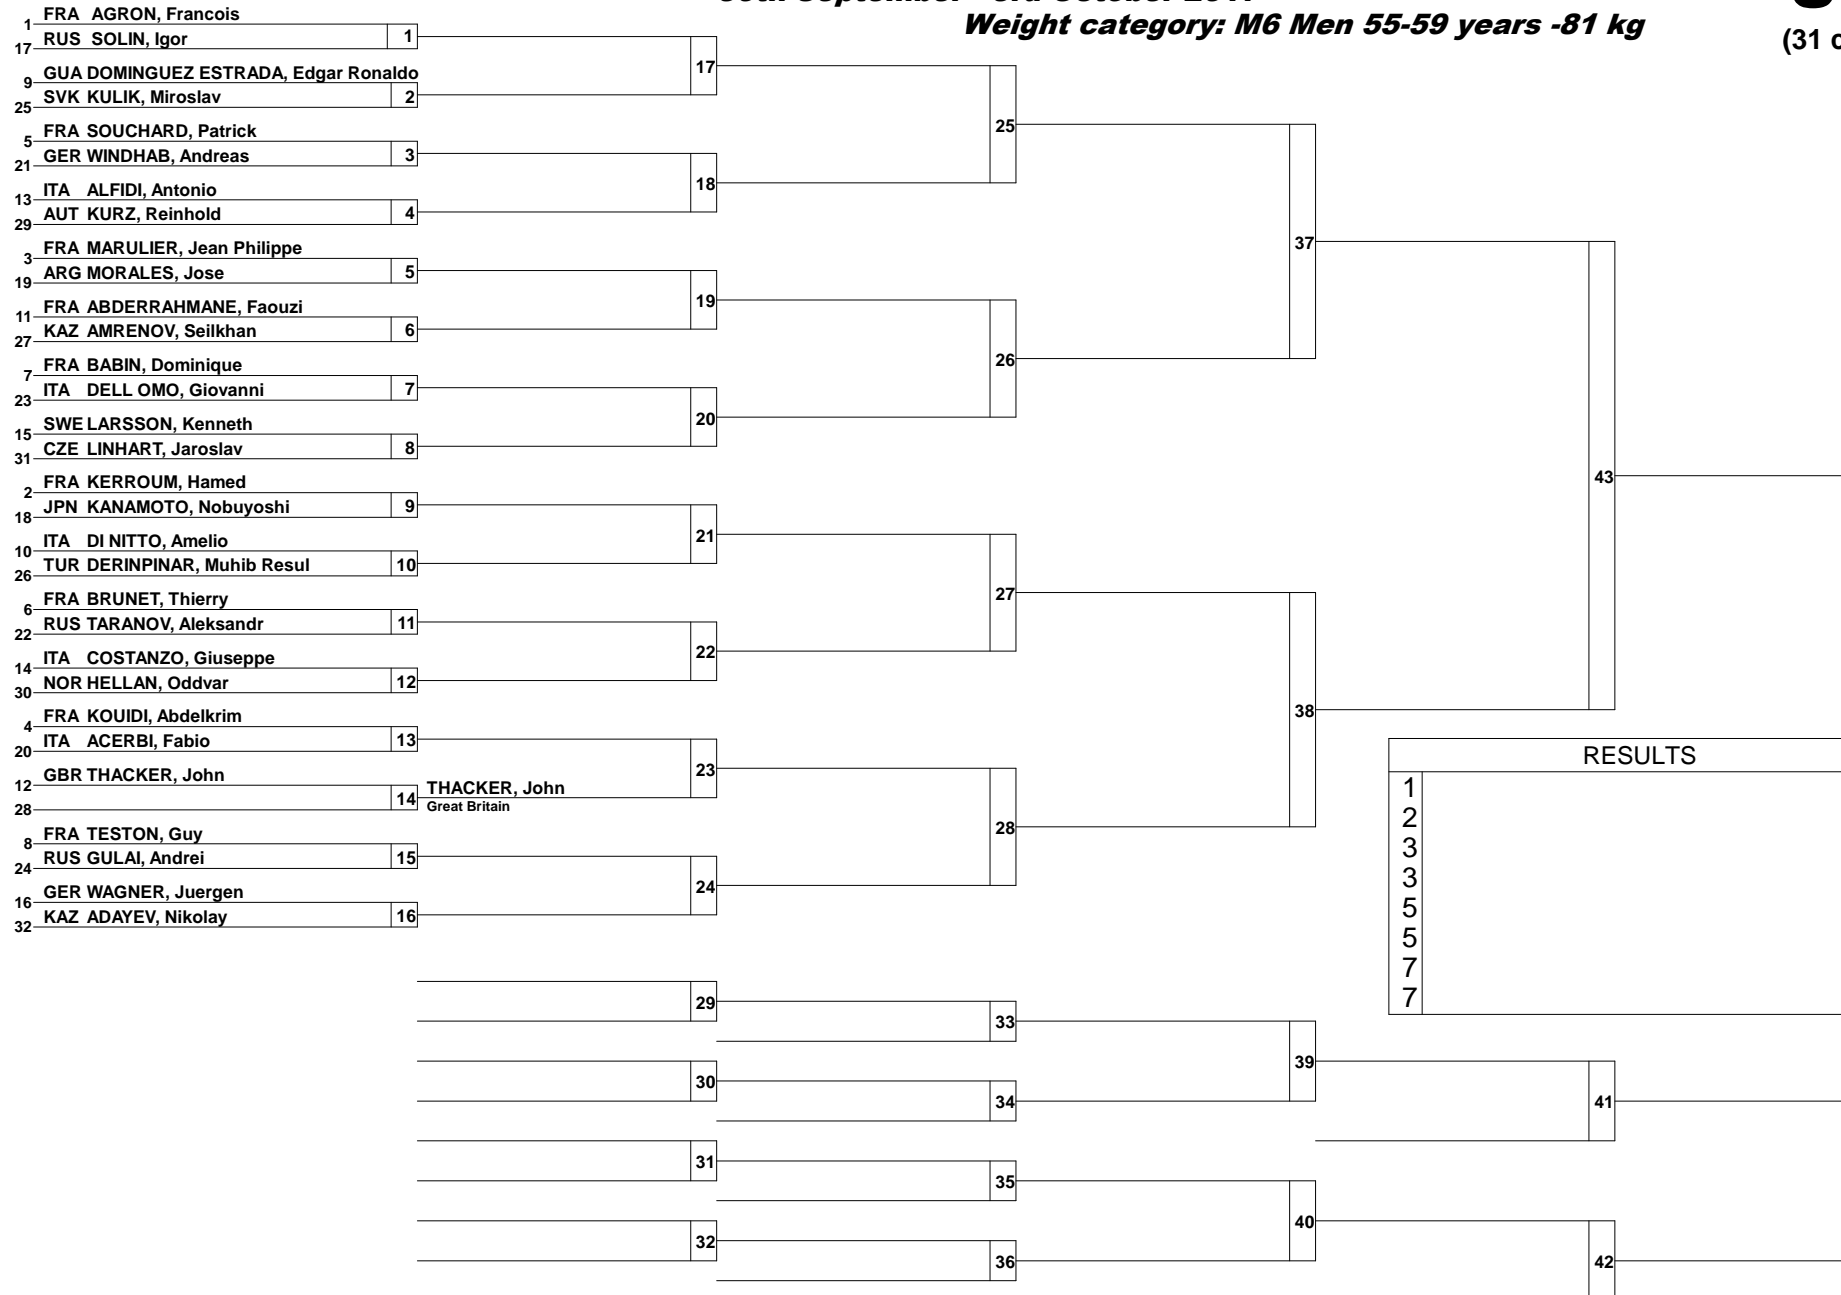 Weight category: M6 Men 55-59 years -81 kg
(31
1 FRA AGRON, Francois
17 RUS SOLIN, Igor 1
9 GUA DOMINGUEZ ESTRADA, Edgar Ronaldo
25 SVK KULIK, Miroslav 2
5 FRA SOUCHARD, Patrick
21 GER WINDHAB, Andreas 3
13 ITA ALFIDI, Antonio
29 AUT KURZ, Reinhold 4
3 FRA MARULIER, Jean Philippe
19 ARG MORALES, Jose 5
11 FRA ABDERRAHMANE, Faouzi
27 KAZ AMRENOV, Seilkhan 6
7 FRA BABIN, Dominique
23 ITA DELL OMO, Giovanni 7
15 SWE LARSSON, Kenneth
31 CZE LINHART, Jaroslav 8
2 FRA KERROUM, Hamed
18 JPN KANAMOTO, Nobuyoshi 9
10 ITA DI NITTO, Amelio
26 TUR DERINPINAR, Muhib Resul 10
6 FRA BRUNET, Thierry
22 RUS TARANOV, Aleksandr 11
14 ITA COSTANZO, Giuseppe
30 NOR HELLAN, Oddvar 12
4 FRA KOUIDI, Abdelkrim
20 ITA ACERBI, Fabio 13
12 GBR THACKER, John
28 14
8 FRA TESTON, Guy
24 RUS GULAI, Andrei 15
16 GER WAGNER, Juergen
32 KAZ ADAYEV, Nikolay 16
THACKER, John
Great Britain
17
18
19
20
21
22
23
24
25
26
27
28
37
38
43
29
30
31
32
33
34
35
36
39
40
41
42
RESULTS
1
2
3
3
5
5
7
7